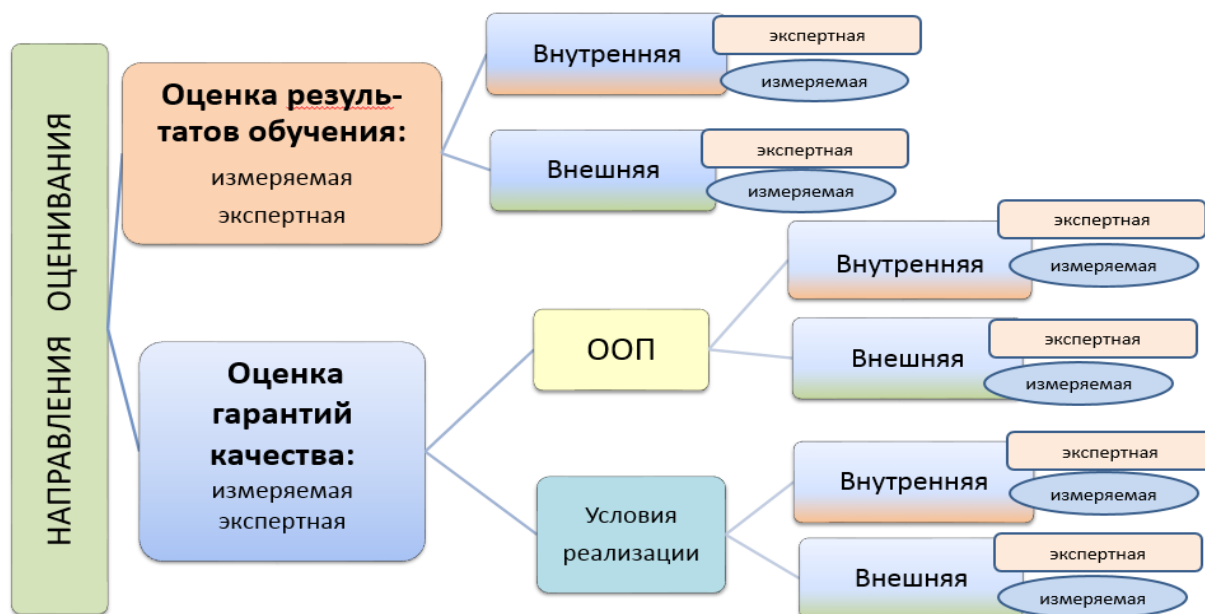 НАПРАВЛЕНИЯ ОЦЕНИВАНИЯ
Оценка резуль-
татов обучения:
измеряемая
экспертная
Внутренняя
экспертная
измеряемая
Внешняя
экспертная
измеряемая
Оценка
гарантий
качества:
измеряемая
экспертная
ООП
Внутренняя
экспертная
измеряемая
Внешняя
экспертная
измеряемая
Условия
реализации
Внутренняя
экспертная
измеряемая
Внешняя
экспертная
измеряемая